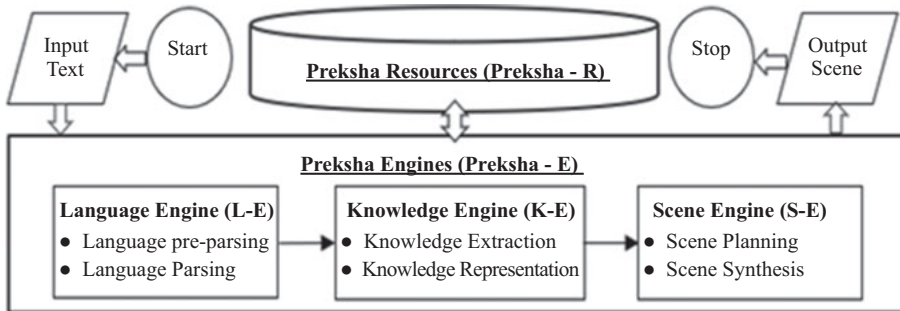 Input
Text
Start
Preksha Resources (Preksha - R)
Stop
Output
Scene
Preksha Engines (Preksha - E)
Language Engine (L-E)
● Language pre-parsing
● Language Parsing
Knowledge Engine (K-E)
● Knowledge Extraction
● Knowledge Representation
Scene Engine (S-E)
● Scene Planning
● Scene Synthesis